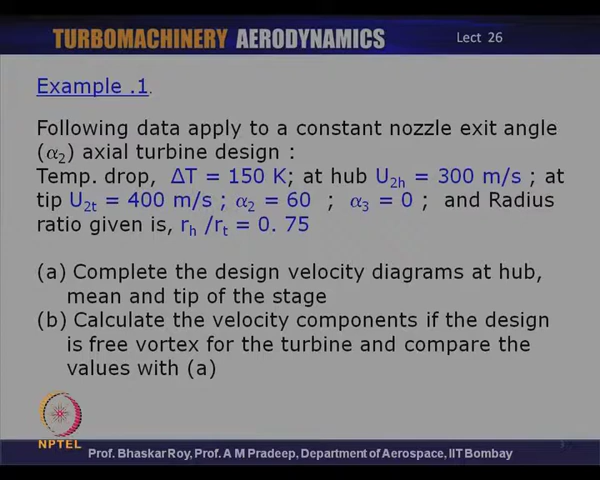 TURBOMACHINERY AERODYNAMICS
Lect 26
Example .1.
Following data apply to a constant nozzle exit angle
(α₂) axial turbine design :
Temp. drop, ΔT = 150 K; at hub U₂ₕ = 300 m/s ; at
tip U₂ₜ = 400 m/s ; α₂ = 60 ; α₃ = 0 ; and Radius
ratio given is, rₕ /rₜ = 0. 75
(a) Complete the design velocity diagrams at hub,
mean and tip of the stage
(b) Calculate the velocity components if the design
is free vortex for the turbine and compare the
values with (a)
NPTEL
Prof. Bhaskar Roy, Prof. A M Pradeep, Department of Aerospace, IIT Bombay